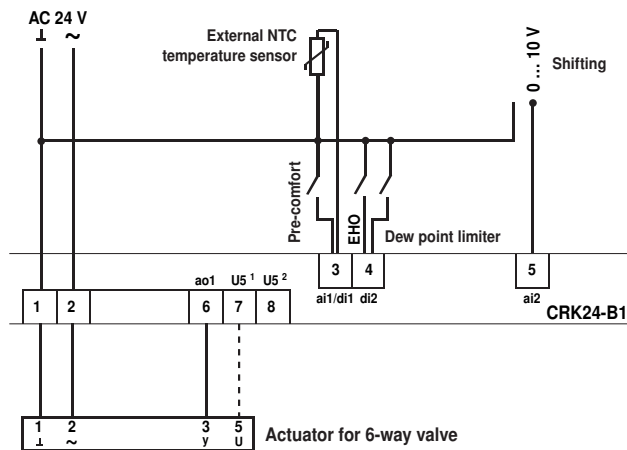 AC 24 V
⊥ ~
External NTC
temperature sensor
0 ... 10 V
Shifting
Pre-comfort
EHO
Dew point limiter
3 4 5
ai1/di1 di2 ai2
ao1 U5 ¹ U5 ²
1 2 6 7 8
CRK24-B1
1 2 3 5
⊥ ~ y U
Actuator for 6-way valve